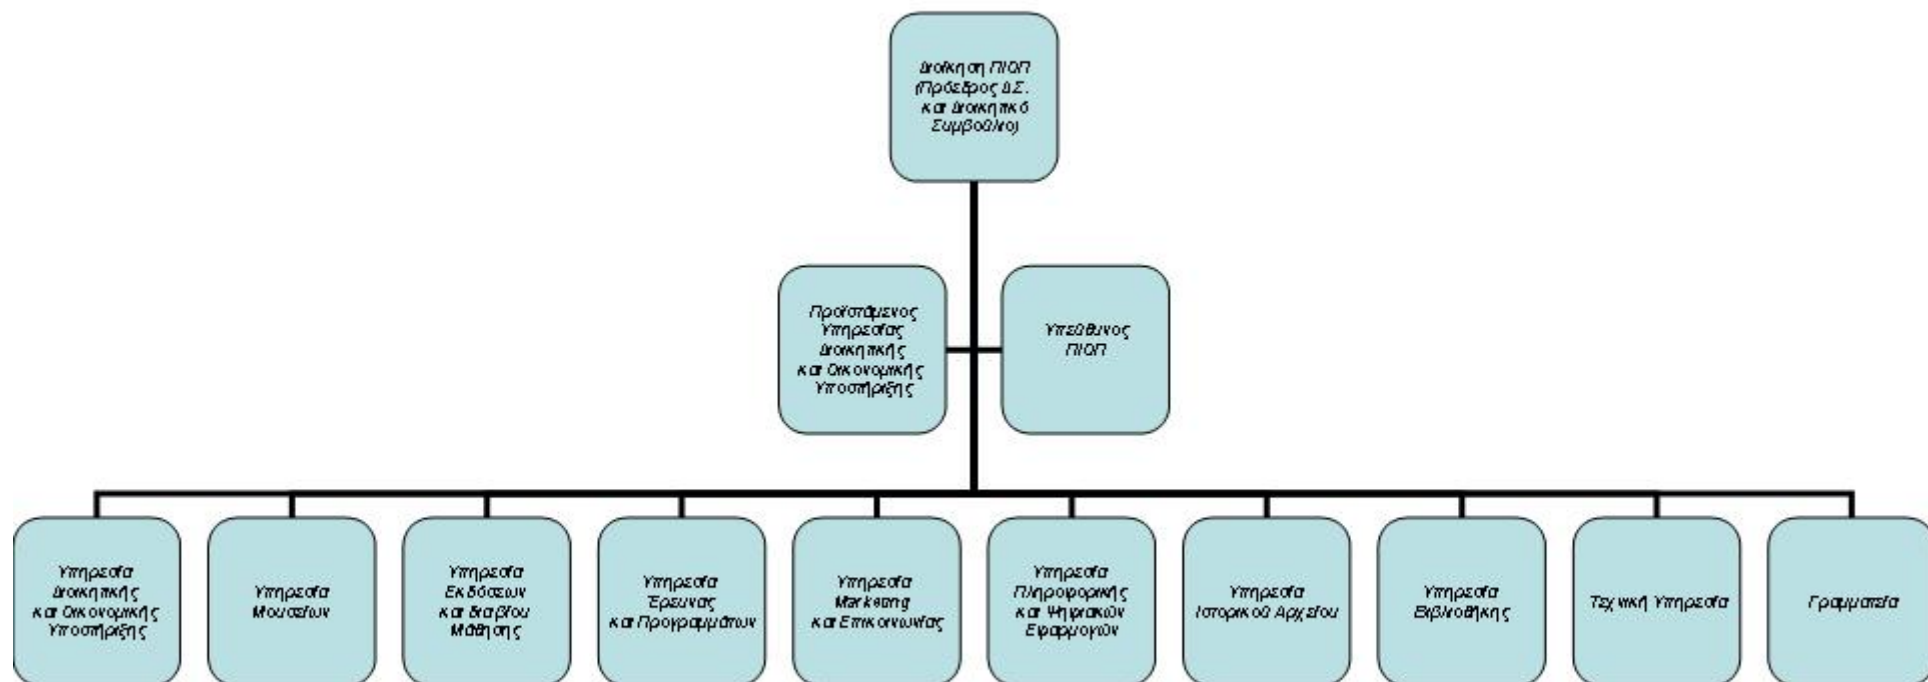 Διοίκηση ΠΙΟΠ
(Πρόεδρος Δ.Σ.
και Διοικητικό
Συμβούλιο)
Προϊστάμενος
Υπηρεσίας
Διοικητικής
και Οικονομικής
Υποστήριξης
Υπεύθυνος
ΠΙΟΠ
Υπηρεσία
Διοικητικής
και Οικονομικής
Υποστήριξης
Υπηρεσία
Μουσείων
Υπηρεσία
Εκδόσεων
και Διαβίου
Μάθησης
Υπηρεσία
Έρευνας
και Προγραμμάτων
Υπηρεσία
Marketing
και Επικοινωνίας
Υπηρεσία
Πληροφορικής
και Ψηφιακών
Εφαρμογών
Υπηρεσία
Ιστορικού Αρχείου
Υπηρεσία
Βιβλιοθήκης
Τεχνική Υπηρεσία
Γραμματεία